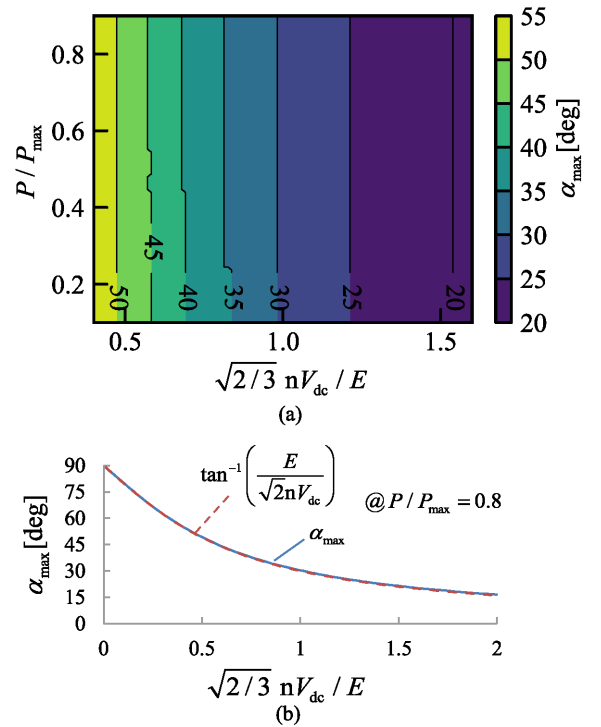 55
50
45
40
35
30
25
20
α_max [deg]
0.8
0.6
0.4
0.2
P / P_max
50
45
40
35
30
25
20
0.5 1.0 1.5
√2/3 nV_dc / E
(a)
90
75
60
45
30
15
0
α_max [deg]
tan⁻¹(E / √2nV_dc)
@ P / P_max = 0.8
α_max
0 0.5 1 1.5 2
√2/3 nV_dc / E
(b)